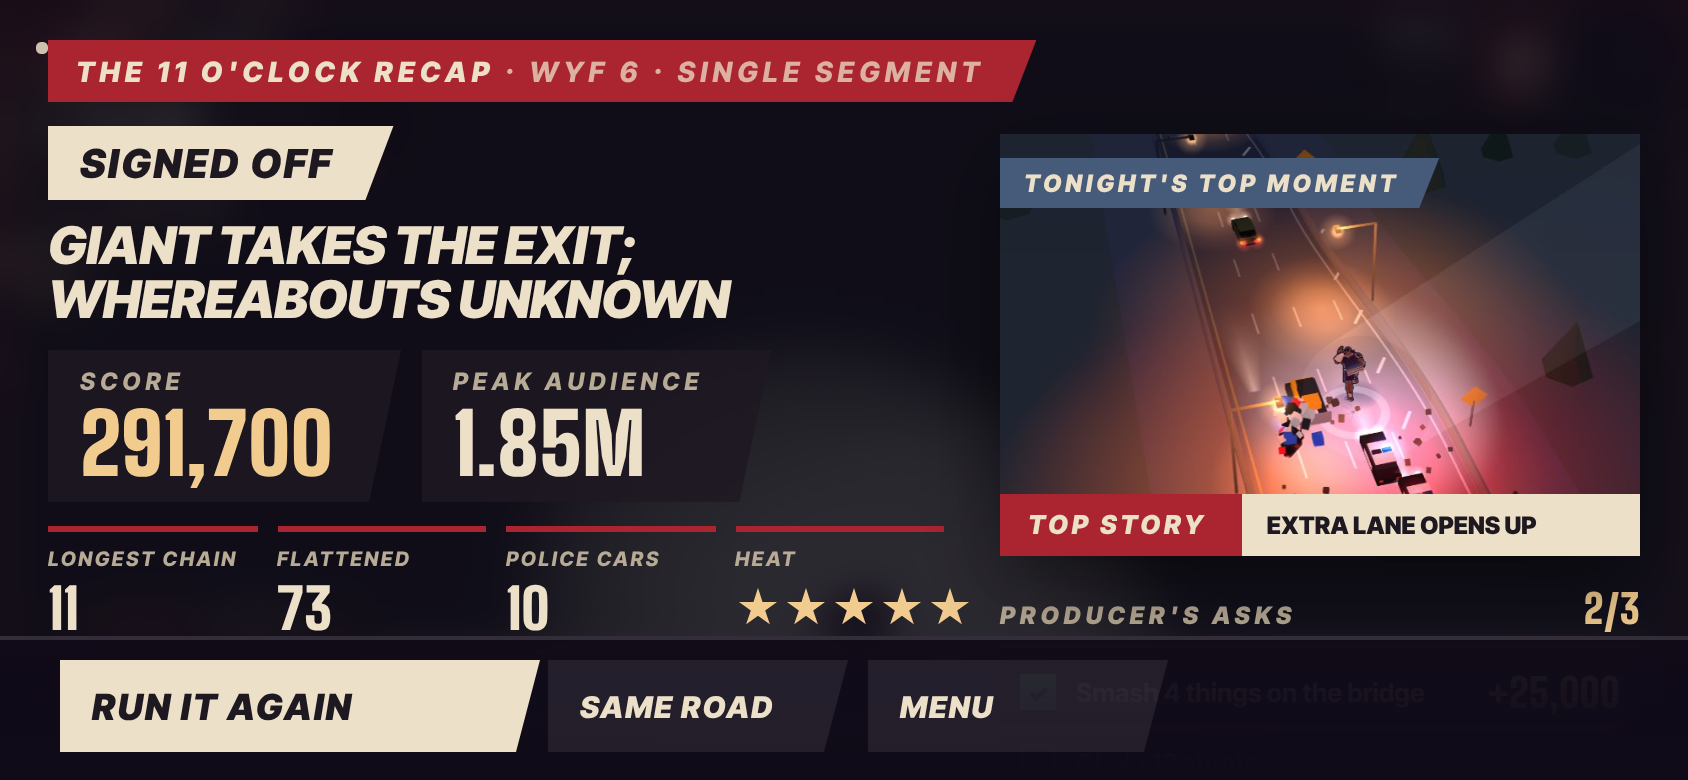 THE 11 O'CLOCK RECAP · WYF 6 · SINGLE SEGMENT
SIGNED OFF
GIANT TAKES THE EXIT;
WHEREABOUTS UNKNOWN
SCORE
291,700
PEAK AUDIENCE
1.85M
LONGEST CHAIN
11
FLATTENED
73
POLICE CARS
10
HEAT
★★★★★
TONIGHT'S TOP MOMENT
TOP STORY
EXTRA LANE OPENS UP
PRODUCER'S ASKS
2/3
Smash 4 things on the bridge
+25,000
RUN IT AGAIN
SAME ROAD
MENU